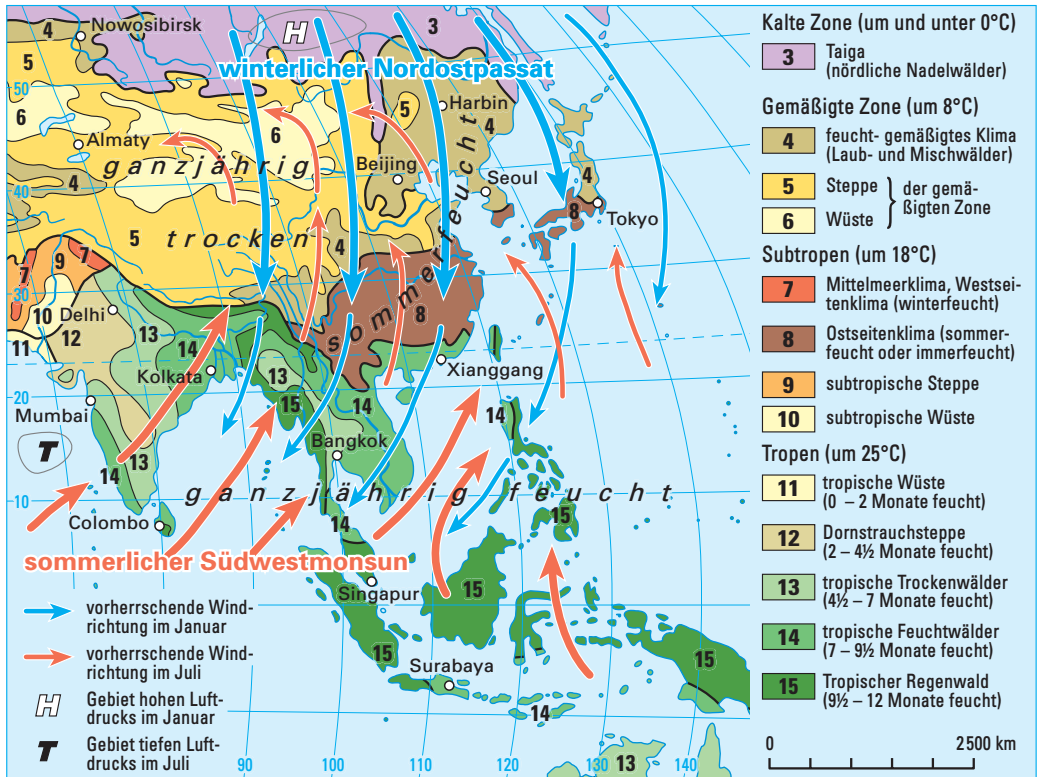 Nowosibirsk
H
winterlicher Nordostpassat
Harbin
Almaty
ganzjährig
trocken
Beijing
Seoul
Tokyo
sommerfeucht
Delhi
Kolkata
Xianggang
Mumbai
T
Bangkok
ganzjährig feucht
Colombo
sommerlicher Südwestmonsun
Singapur
Surabaya
3
3
4
4
4
4
4
4
4
5
5
5
5
6
6
7
7
8
8
9
10
11
12
13
13
13
13
14
14
14
14
14
14
15
15
15
15
15
50
40
30
20
10
90
100
110
120
130
140
vorherrschende Wind-
richtung im Januar
vorherrschende Wind-
richtung im Juli
H Gebiet hohen Luft-
drucks im Januar
T Gebiet tiefen Luft-
drucks im Juli
Kalte Zone (um und unter 0°C)
3 Taiga
(nördliche Nadelwälder)
Gemäßigte Zone (um 8°C)
4 feucht- gemäßigtes Klima
(Laub- und Mischwälder)
5 Steppe
6 Wüste
der gemä-
ßigten Zone
Subtropen (um 18°C)
7 Mittelmeerklima, Westsei-
tenklima (winterfeucht)
8 Ostseitenklima (sommer-
feucht oder immerfeucht)
9 subtropische Steppe
10 subtropische Wüste
Tropen (um 25°C)
11 tropische Wüste
(0 – 2 Monate feucht)
12 Dornstrauchsteppe
(2 – 4½ Monate feucht)
13 tropische Trockenwälder
(4½ – 7 Monate feucht)
14 tropische Feuchtwälder
(7 – 9½ Monate feucht)
15 Tropischer Regenwald
(9½ – 12 Monate feucht)
0 2500 km